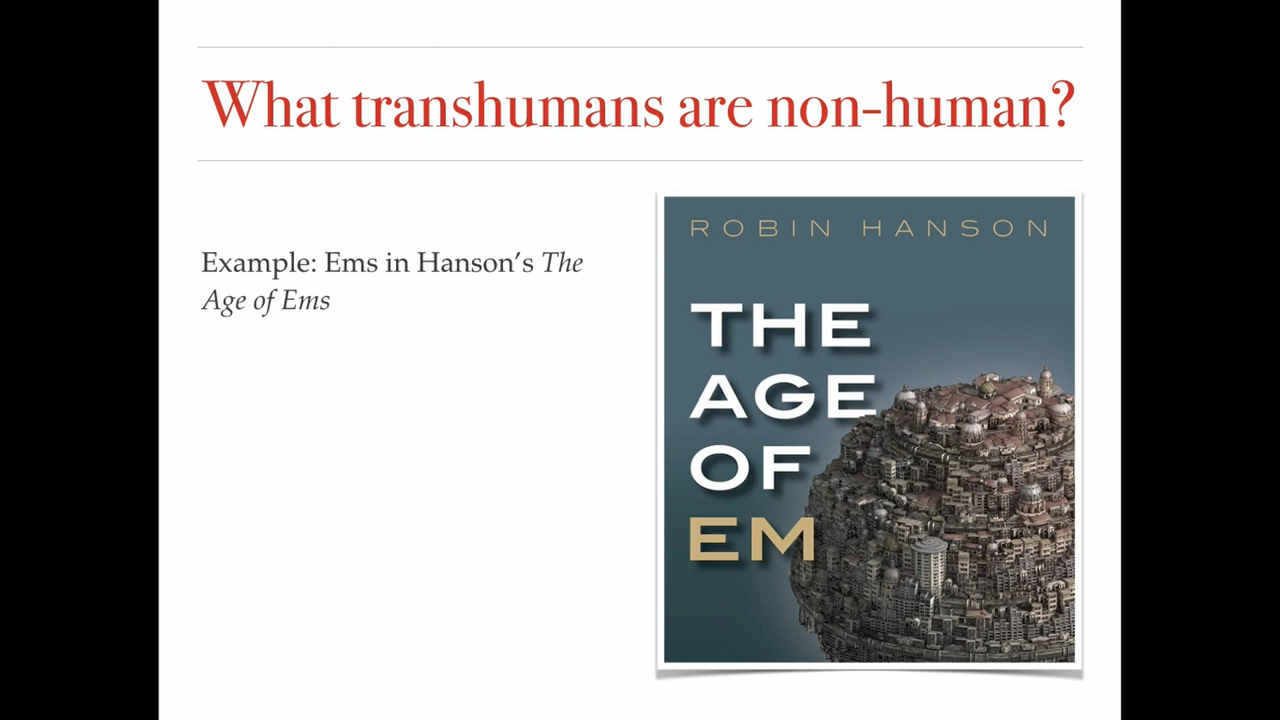 What transhumans are non-human?
Example: Ems in Hanson’s The
Age of Ems
ROBIN HANSON
THE
AGE
OF
EM